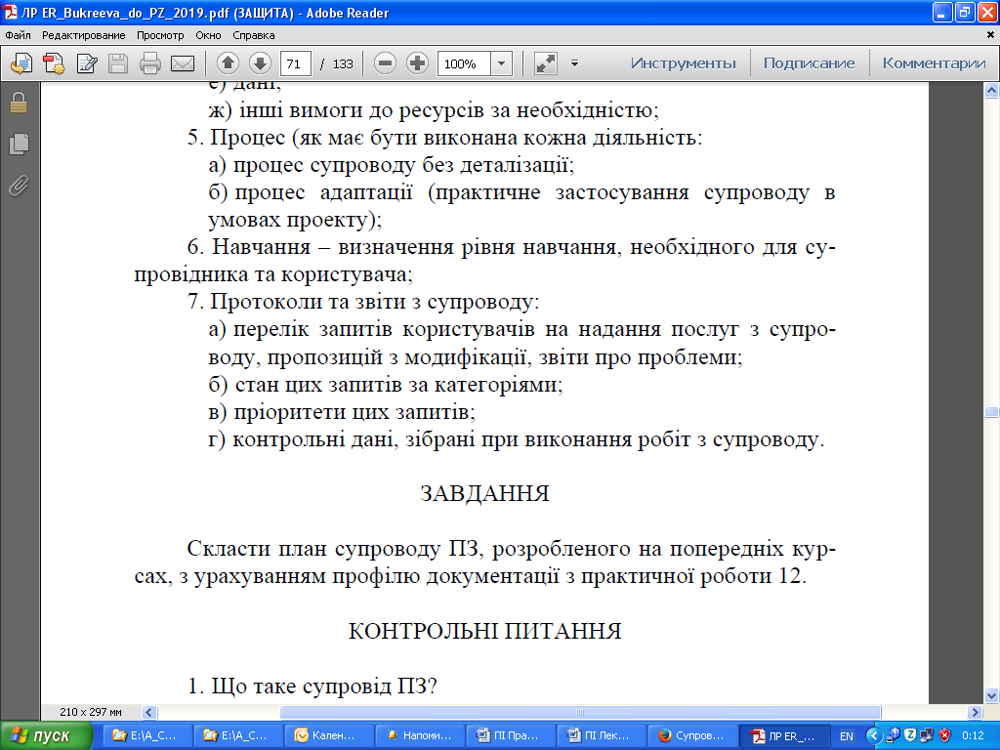 ЛР ER_Bukreeva_do_PZ_2019.pdf (ЗАЩИТА) - Adobe Reader
Файл Редактирование Просмотр Окно Справка
71 / 133 100% Инструменты Подписание Комментарии
е) дані;
ж) інші вимоги до ресурсів за необхідністю;
5. Процес (як має бути виконана кожна діяльність:
а) процес супроводу без деталізації;
б) процес адаптації (практичне застосування супроводу в
умовах проекту);
6. Навчання – визначення рівня навчання, необхідного для су-
провідника та користувача;
7. Протоколи та звіти з супроводу:
а) перелік запитів користувачів на надання послуг з супро-
воду, пропозицій з модифікації, звіти про проблеми;
б) стан цих запитів за категоріями;
в) пріоритети цих запитів;
г) контрольні дані, зібрані при виконання робіт з супроводу.
ЗАВДАННЯ
Скласти план супроводу ПЗ, розробленого на попередніх кур-
сах, з урахуванням профілю документації з практичної роботи 12.
КОНТРОЛЬНІ ПИТАННЯ
1. Що таке супровід ПЗ?
210 x 297 мм
пуск E:\A_C... E:\A_C... Кален... Напоми... ПІ Пра... ПІ Лек... Супров... ЛР ER_... EN 0:12